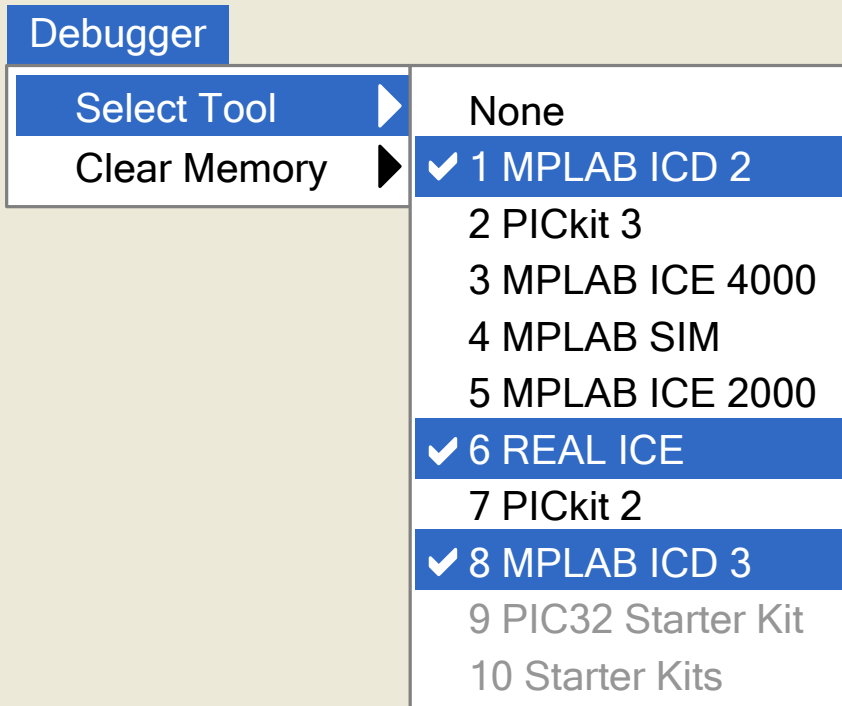 Debugger
Select Tool
Clear Memory
None
1 MPLAB ICD 2
2 PICkit 3
3 MPLAB ICE 4000
4 MPLAB SIM
5 MPLAB ICE 2000
6 REAL ICE
7 PICkit 2
8 MPLAB ICD 3
9 PIC32 Starter Kit
10 Starter Kits